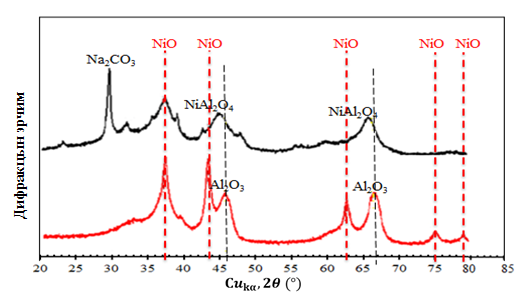 NiO NiO NiO NiO NiO
Na₂CO₃
NiAl₂O₄ NiAl₂O₄
Al₂O₃ Al₂O₃
Дифракцын эрчим
20 25 30 35 40 45 50 55 60 65 70 75 80 85
Cuₖα, 2θ (°)